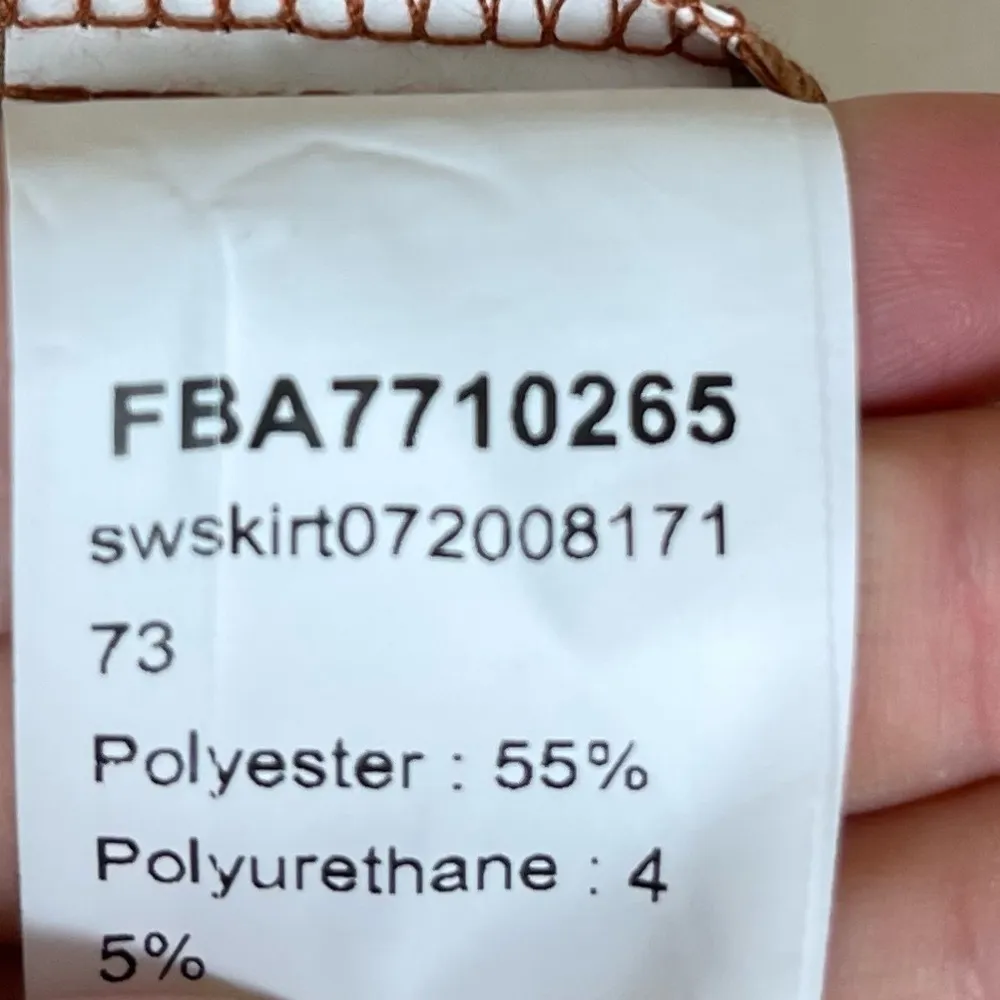 FBA7710265
swskirt072008171
73
Polyester : 55%
Polyurethane : 4
5%